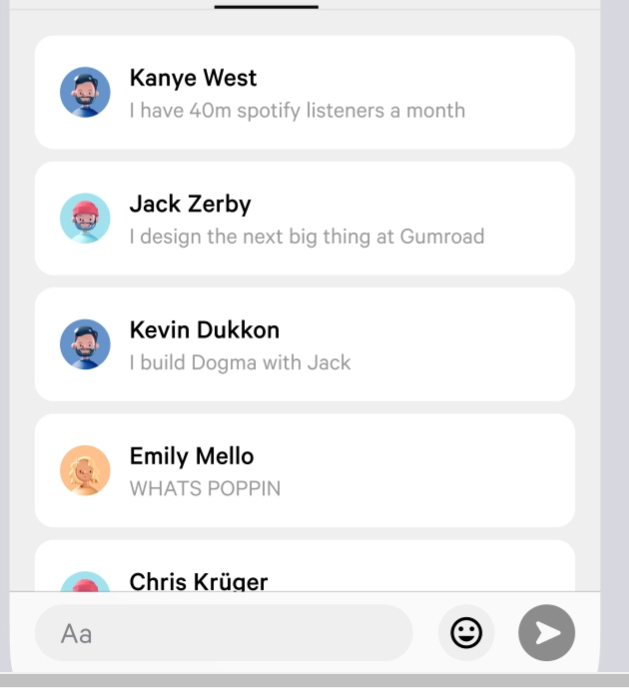 Kanye West
I have 40m spotify listeners a month
Jack Zerby
I design the next big thing at Gumroad
Kevin Dukkon
I build Dogma with Jack
Emily Mello
WHATS POPPIN
Chris Krüger
Aa